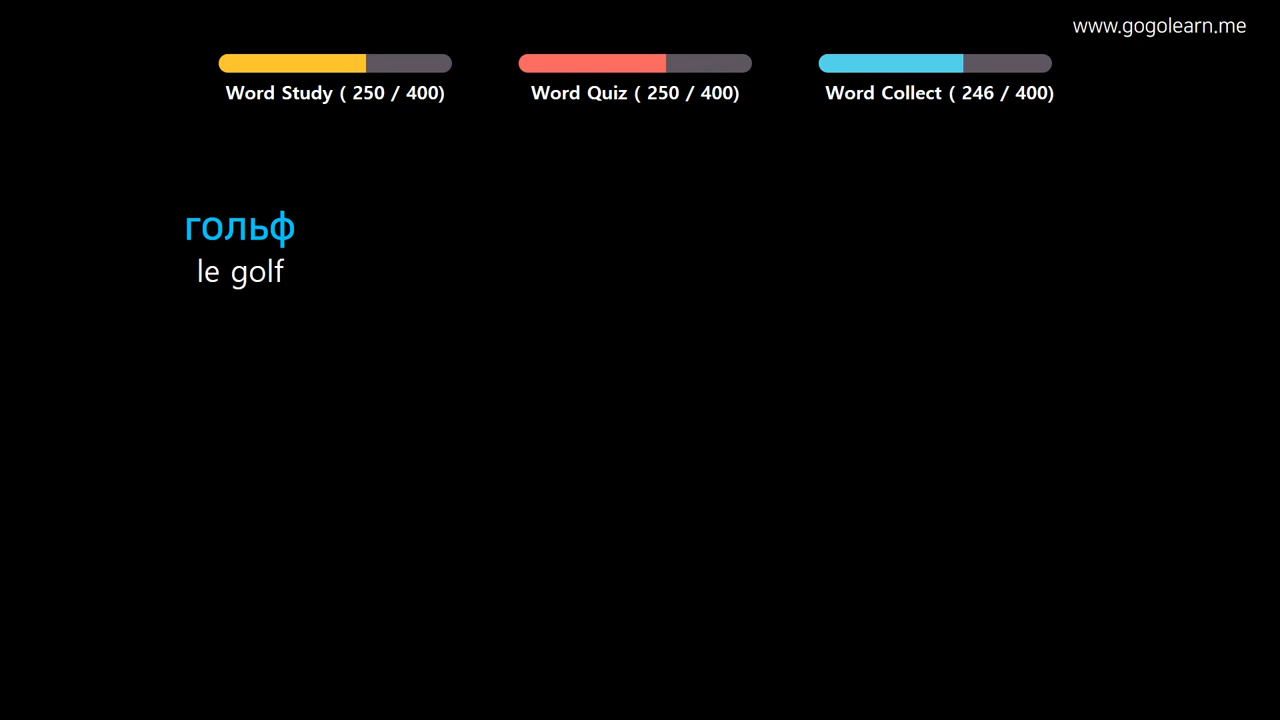 www.gogolearn.me
Word Study ( 250 / 400)
Word Quiz ( 250 / 400)
Word Collect ( 246 / 400)
гольф
le golf